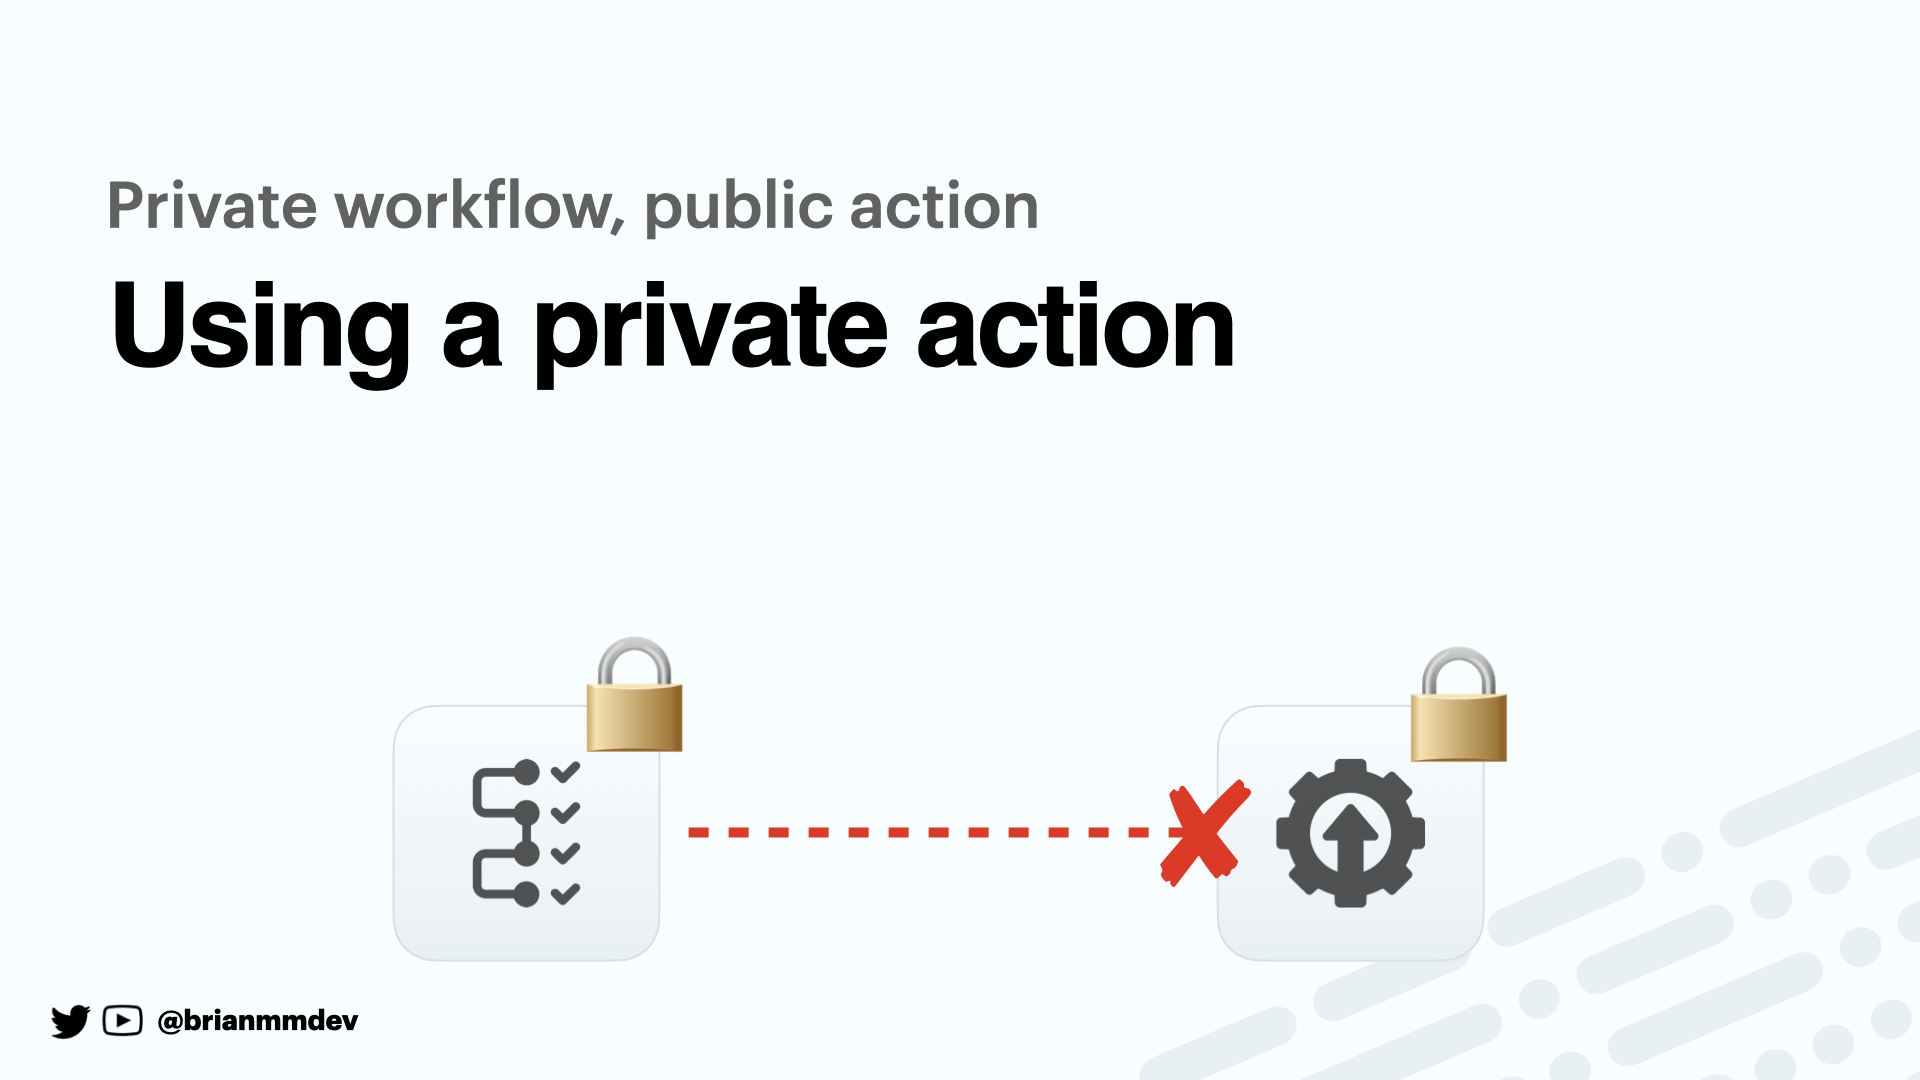 Private workflow, public action
Using a private action
@brianmmdev